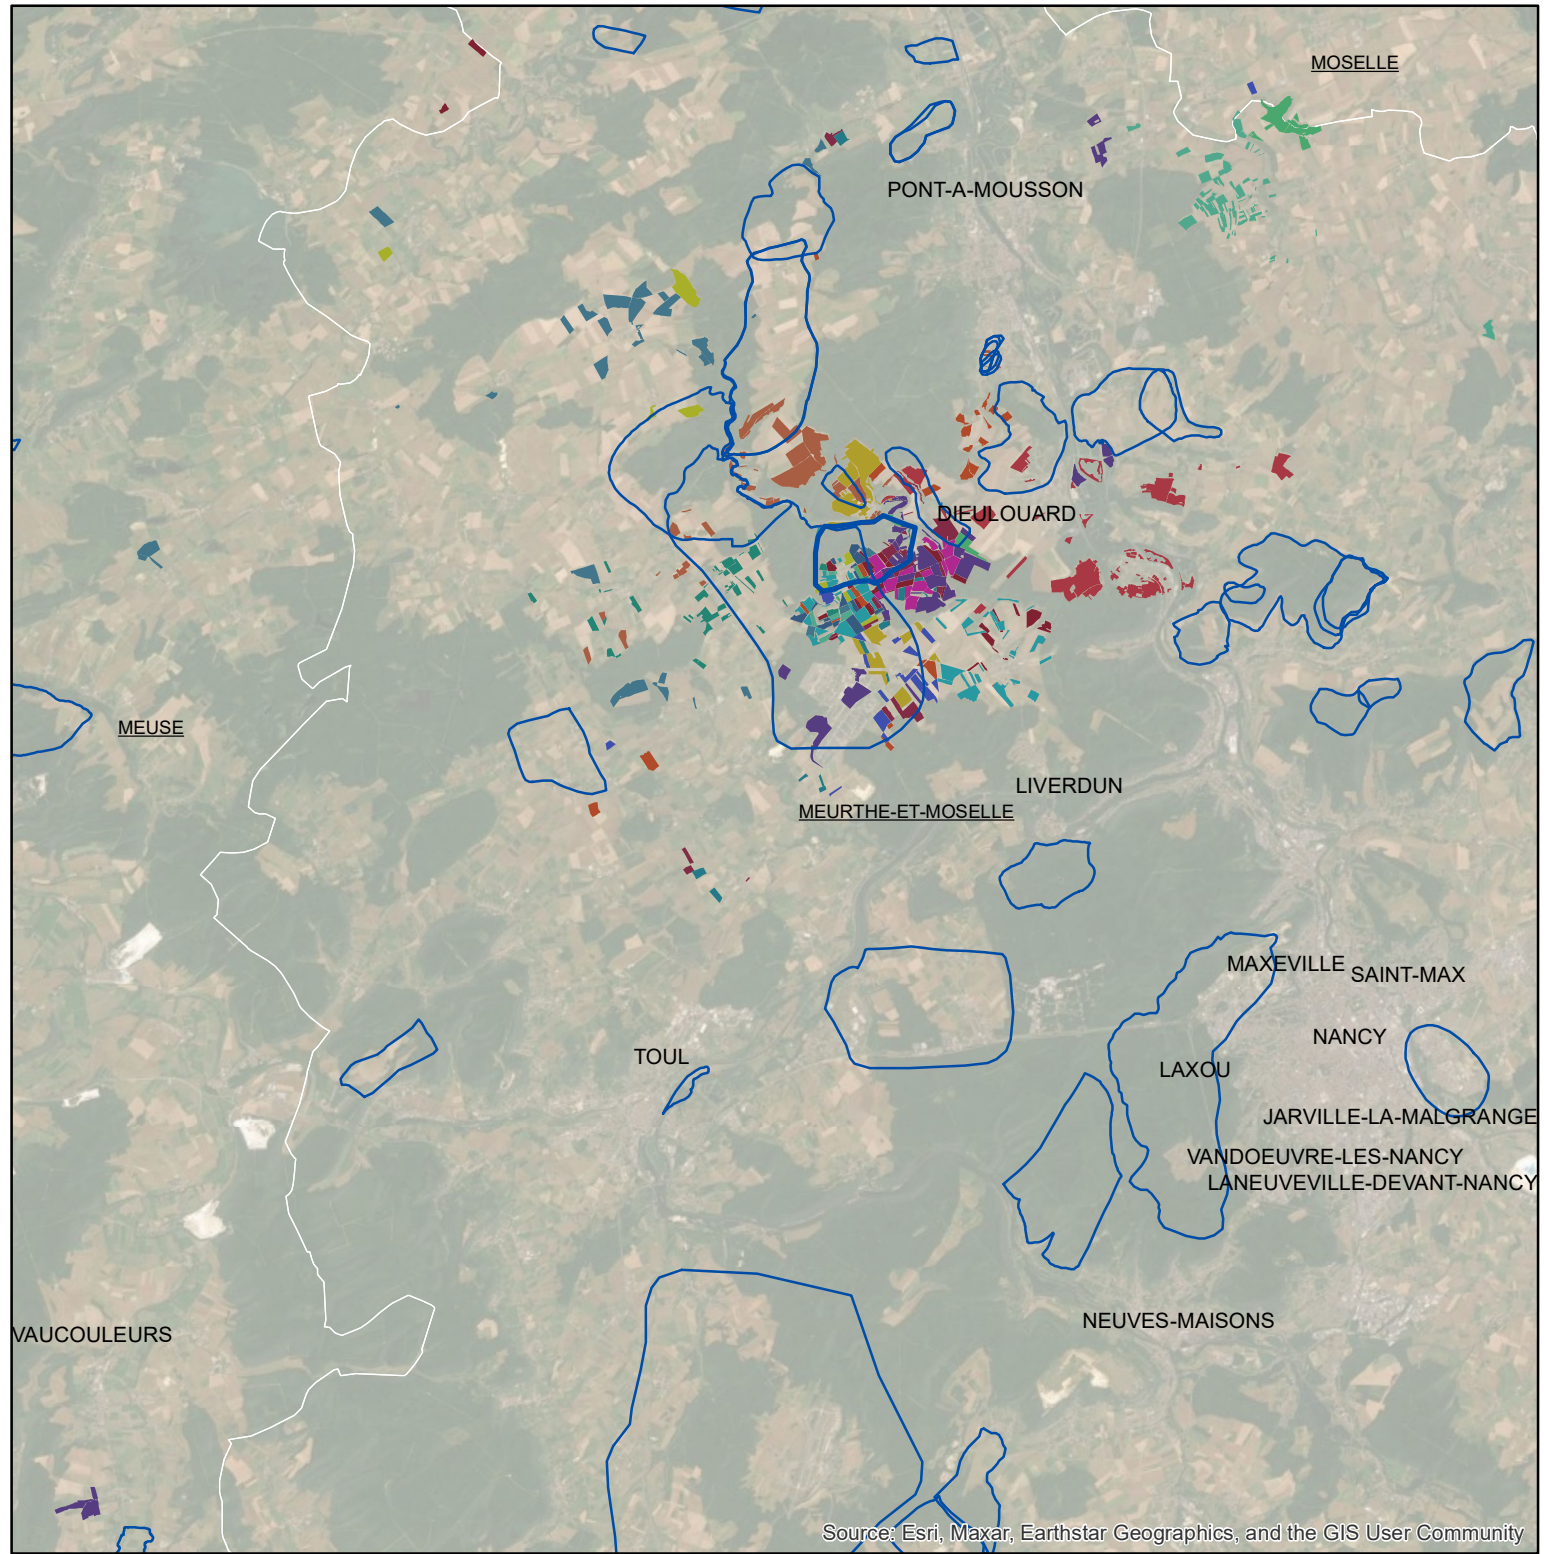 MOSELLE
PONT-A-MOUSSON
DIEULOUARD
MEUSE
LIVERDUN
MEURTHE-ET-MOSELLE
MAXEVILLE
SAINT-MAX
NANCY
TOUL
LAXOU
JARVILLE-LA-MALGRANGE
VANDOEUVRE-LES-NANCY
LANEUVEVILLE-DEVANT-NANCY
NEUVES-MAISONS
VAUCOULEURS
Source: Esri, Maxar, Earthstar Geographics, and the GIS User Community